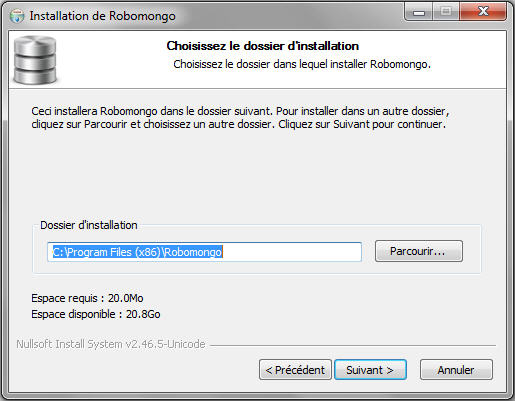 Installation de Robomongo
Choisissez le dossier d'installation
Choisissez le dossier dans lequel installer Robomongo.
Ceci installera Robomongo dans le dossier suivant. Pour installer dans un autre dossier,
cliquez sur Parcourir et choisissez un autre dossier. Cliquez sur Suivant pour continuer.
Dossier d'installation
C:\Program Files (x86)\Robomongo
Parcourir...
Espace requis : 20.0Mo
Espace disponible : 20.8Go
Nullsoft Install System v2.46.5-Unicode
< Précédent
Suivant >
Annuler